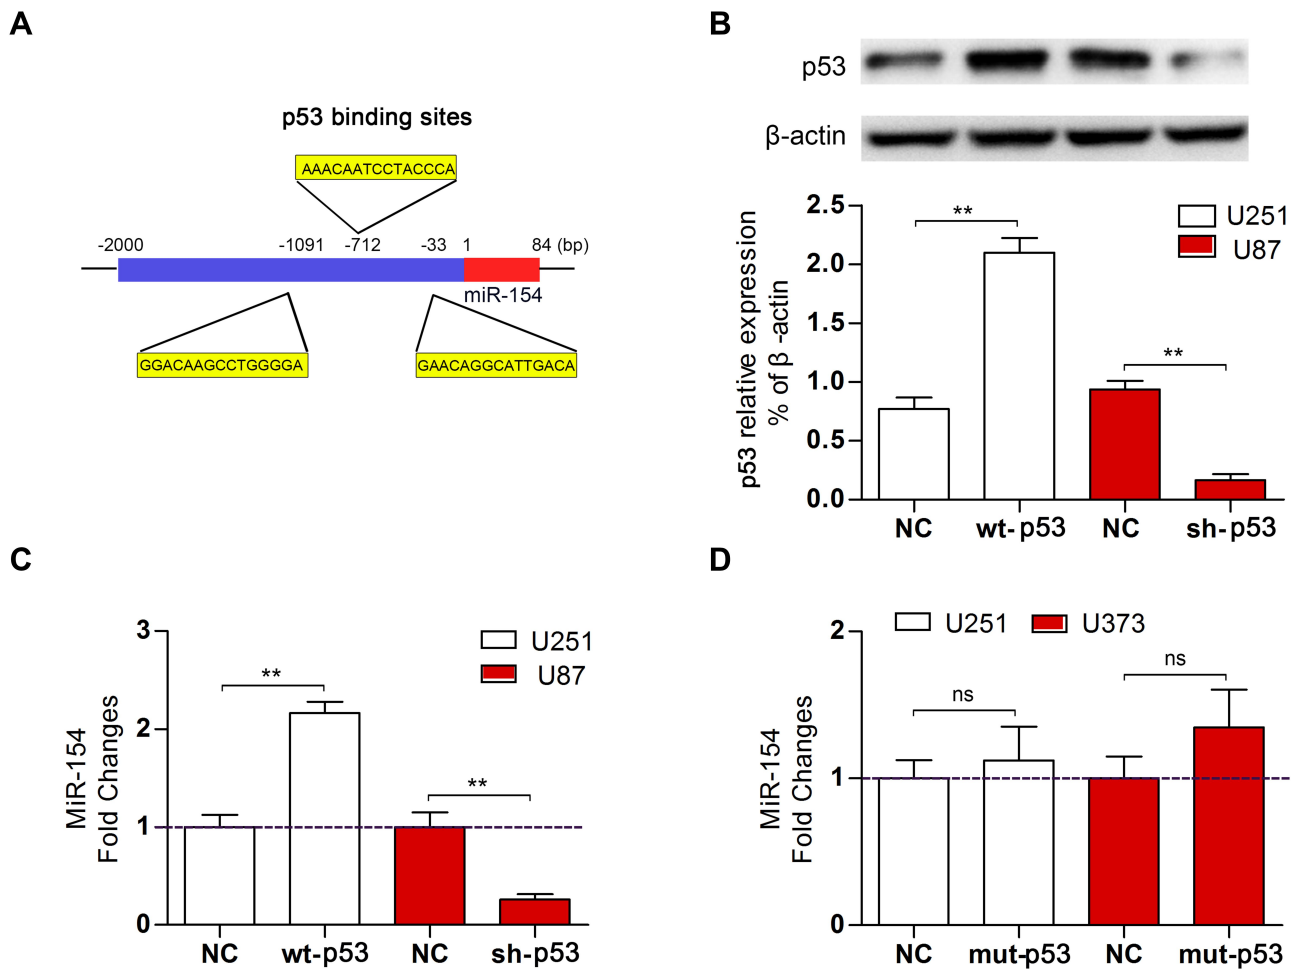 A
p53 binding sites
AAACAATCCTACCCA
-2000 -1091 -712 -33 1 84 (bp)
miR-154
GGACAAGCCTGGGGA GAACAGGCATTGACA
B
p53
β-actin
p53 relative expression
% of β -actin
2.5
2.0
1.5
1.0
0.5
0.0
** **
U251
U87
NC wt-p53 NC sh-p53
C
MiR-154
Fold Changes
3
2
1
0
** **
U251
U87
NC wt-p53 NC sh-p53
D
MiR-154
Fold Changes
2
1
0
U251 U373
ns ns
NC mut-p53 NC mut-p53